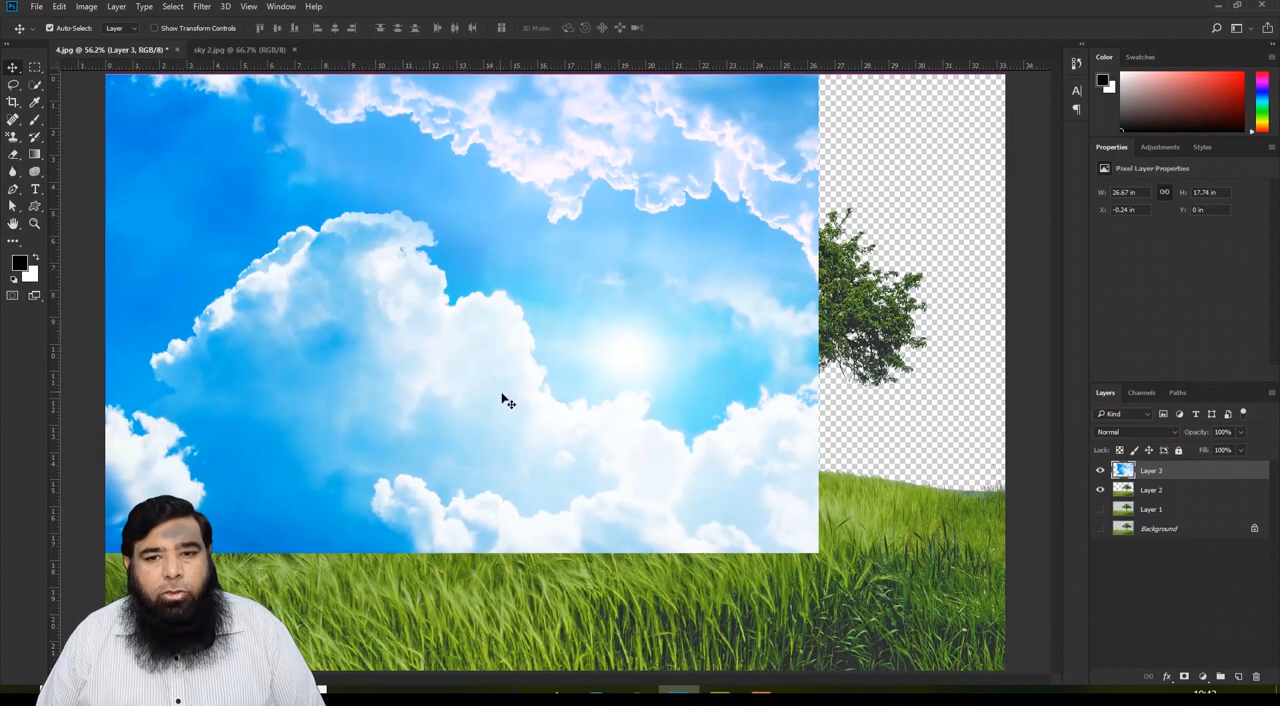 Ps File Edit Image Layer Type Select Filter 3D View Window Help
Auto-Select: Layer Show Transform Controls 3D Mode:
4.jpg @ 56.2% (Layer 3, RGB/8) * × sky 2.jpg @ 66.7% (RGB/8) ×
Color Swatches
Properties Adjustments Styles
Pixel Layer Properties
W: 26.67 in H: 17.74 in
X: -0.24 in Y: 0 in
Layers Channels Paths
Kind
Normal Opacity: 100%
Lock: Fill: 100%
Layer 3
Layer 2
Layer 1
Background